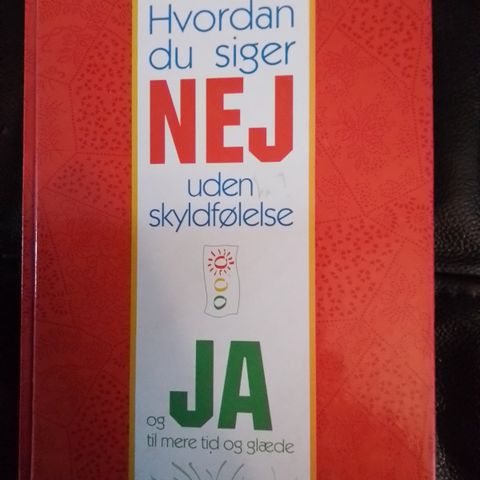 Hvordan
du siger
NEJ
uden
skyldfølelse
og JA
til mere tid og glæde